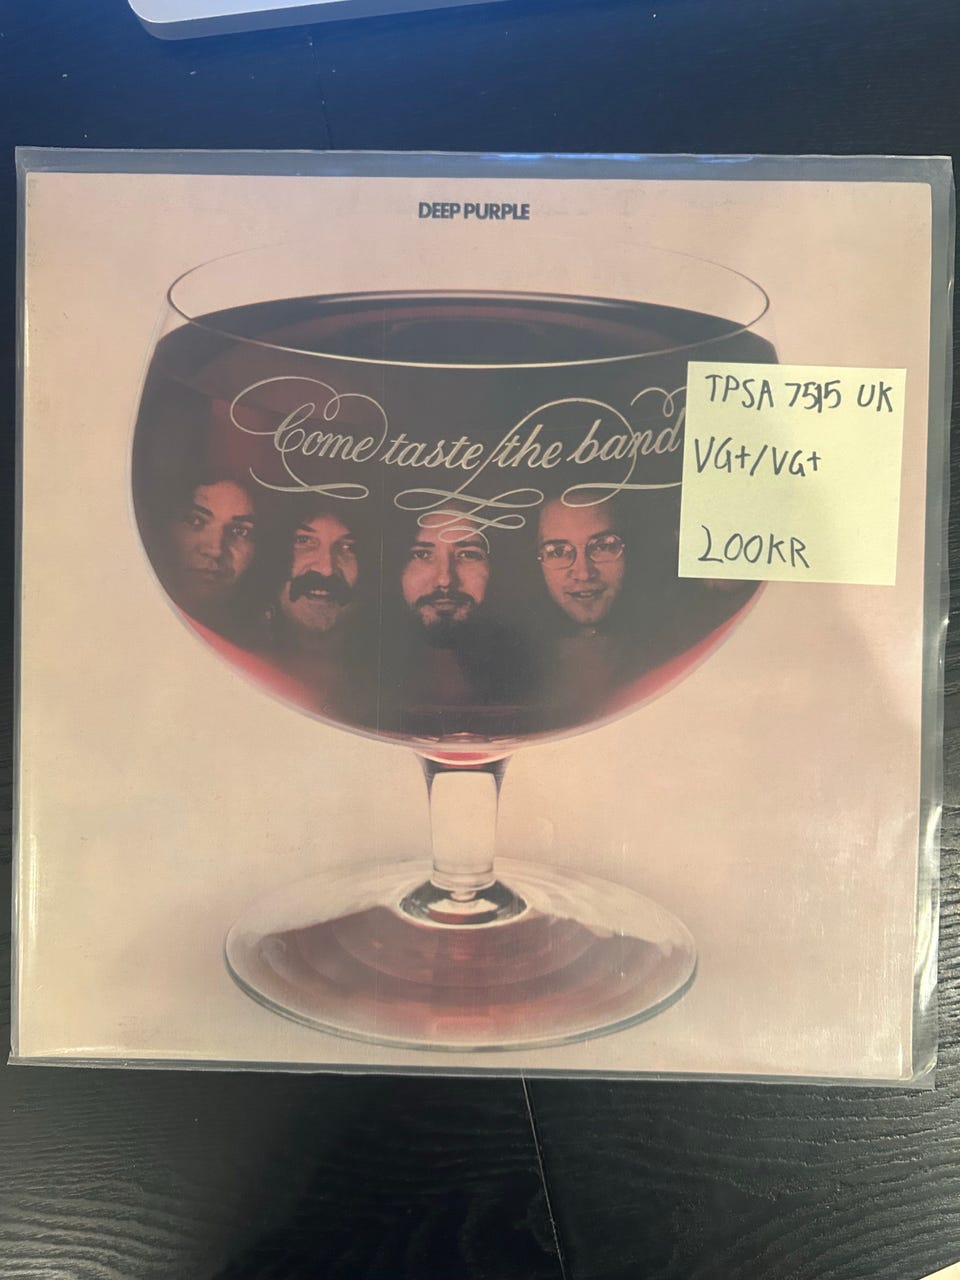 DEEP PURPLE
Come taste the band
TPSA 7515 UK
VG+/VG+
200KR